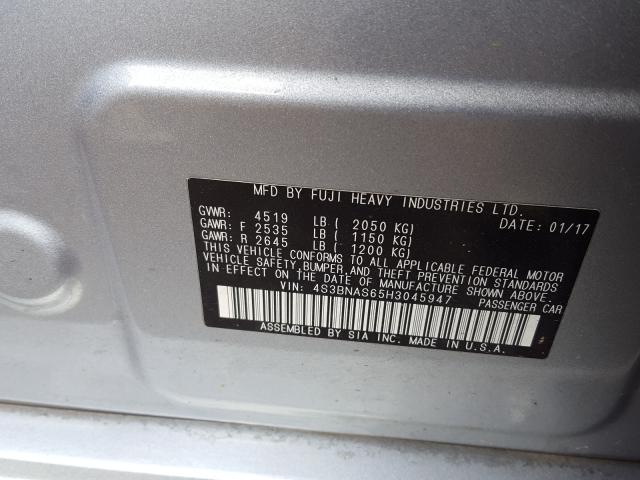 MFD BY FUJI HEAVY INDUSTRIES LTD.
GVWR: 4519 LB ( 2050 KG) DATE: 01/17
GAWR: F 2535 LB ( 1150 KG)
GAWR: R 2645 LB ( 1200 KG)
THIS VEHICLE CONFORMS TO ALL APPLICABLE FEDERAL MOTOR
VEHICLE SAFETY, BUMPER, AND THEFT PREVENTION STANDARDS
IN EFFECT ON THE DATE OF MANUFACTURE SHOWN ABOVE.
VIN: 4S3BNAS65H3045947 PASSENGER CAR
ASSEMBLED BY SIA INC. MADE IN U.S.A.